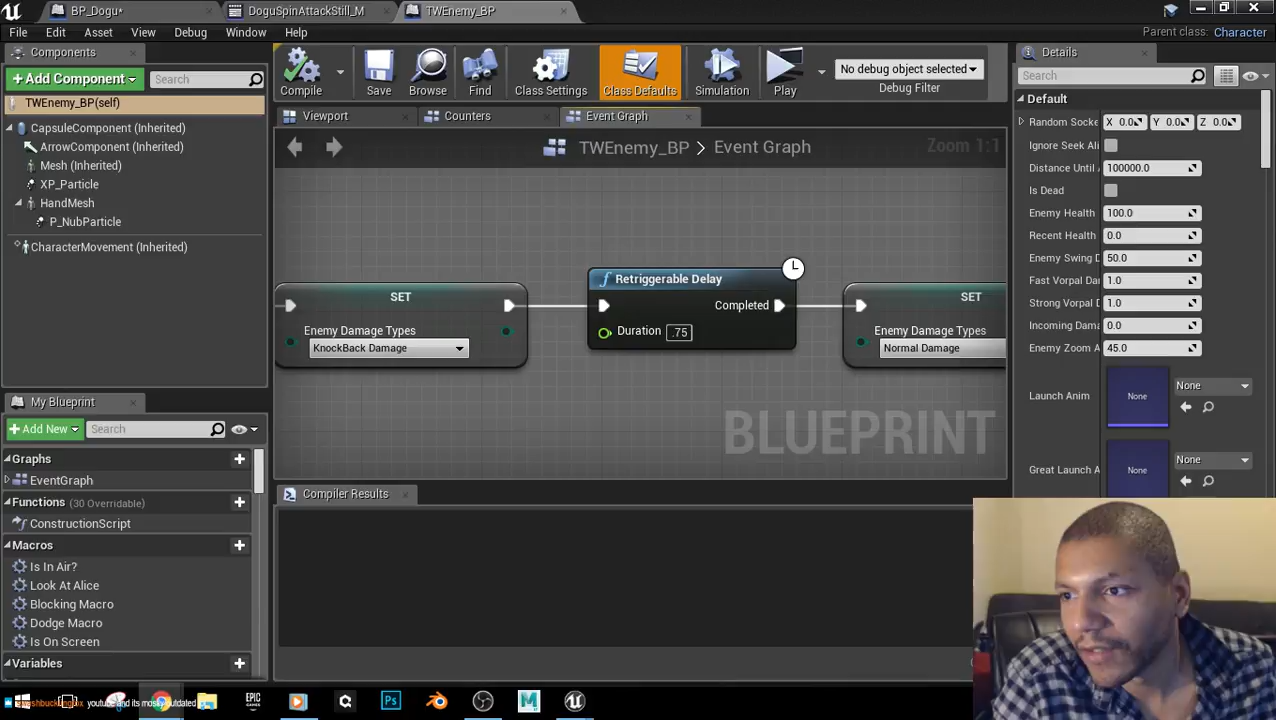 BP_Dogu*
DoguSpinAttackStill_M
TWEnemy_BP
File Edit Asset View Debug Window Help
Parent class: Character
Components
+Add Component
Search
TWEnemy_BP(self)
CapsuleComponent (Inherited)
ArrowComponent (Inherited)
Mesh (Inherited)
XP_Particle
HandMesh
P_NubParticle
CharacterMovement (Inherited)
My Blueprint
+Add New
Search
Graphs
EventGraph
Functions (30 Overridable)
ConstructionScript
Macros
Is In Air?
Look At Alice
Blocking Macro
Dodge Macro
Is On Screen
Variables
Compile
Save
Browse
Find
Class Settings
Class Defaults
Simulation
Play
No debug object selected
Debug Filter
Viewport
Counters
Event Graph
TWEnemy_BP > Event Graph
Zoom 1:1
SET
Enemy Damage Types
KnockBack Damage
f Retriggerable Delay
Completed
Duration .75
SET
Enemy Damage Types
Normal Damage
BLUEPRINT
Compiler Results
Details
Search
Default
Random Socke X 0.0 Y 0.0 Z 0.0
Ignore Seek Ali
Distance Until 100000.0
Is Dead
Enemy Health 100.0
Recent Health 0.0
Enemy Swing D 50.0
Fast Vorpal D 1.0
Strong Vorpal D 1.0
Incoming Dama 0.0
Enemy Zoom A 45.0
Launch Anim None None
Great Launch A None None
youtube and its mos outdated
EPIC GAMES
Ps
M